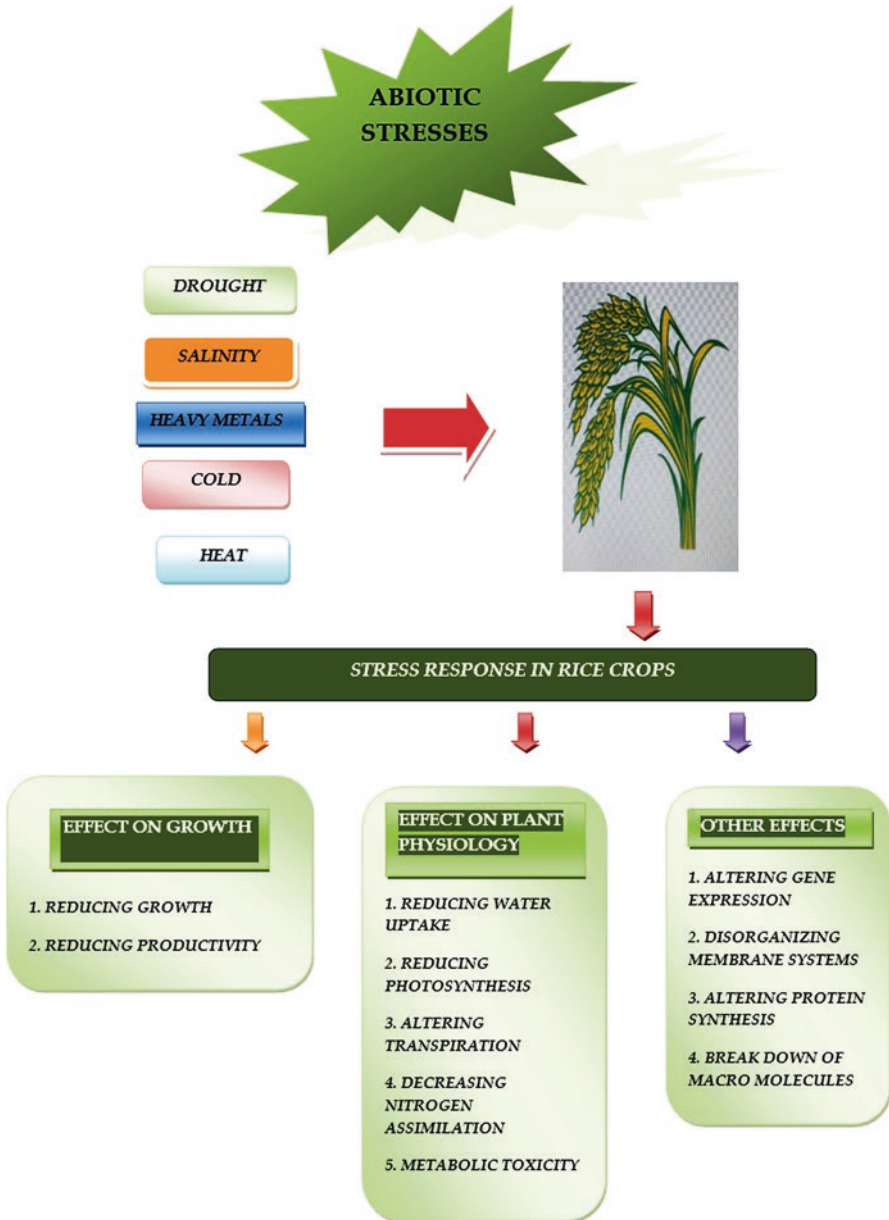 ABIOTIC
STRESSES
DROUGHT
SALINITY
HEAVY METALS
COLD
HEAT
STRESS RESPONSE IN RICE CROPS
EFFECT ON GROWTH
1. REDUCING GROWTH
2. REDUCING PRODUCTIVITY
EFFECT ON PLANT
PHYSIOLOGY
1. REDUCING WATER
UPTAKE
2. REDUCING
PHOTOSYNTHESIS
3. ALTERING
TRANSPIRATION
4. DECREASING
NITROGEN
ASSIMILATION
5. METABOLIC TOXICITY
OTHER EFFECTS
1. ALTERING GENE
EXPRESSION
2. DISORGANIZING
MEMBRANE SYSTEMS
3. ALTERING PROTEIN
SYNTHESIS
4. BREAK DOWN OF
MACRO MOLECULES